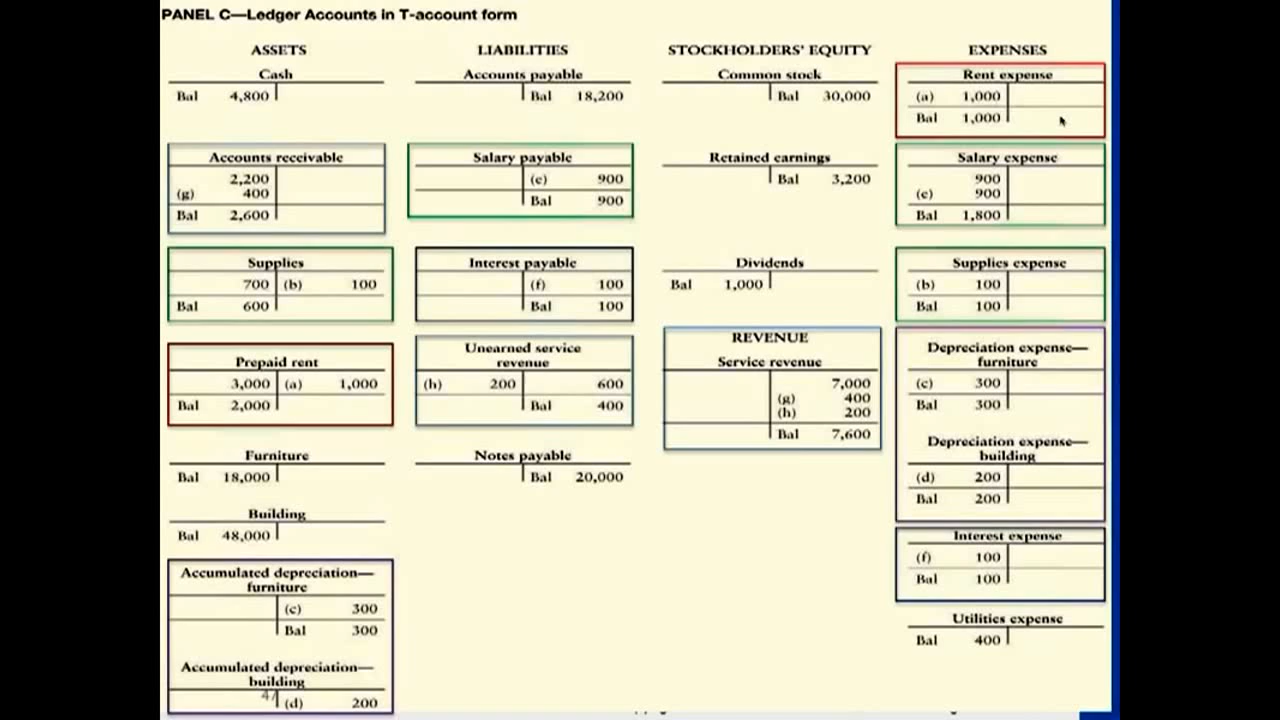 PANEL C—Ledger Accounts in T-account form
ASSETS
Cash
Bal 4,800
Accounts receivable
2,200
(g) 400
Bal 2,600
Supplies
700 (b) 100
Bal 600
Prepaid rent
3,000 (a) 1,000
Bal 2,000
Furniture
Bal 18,000
Building
Bal 48,000
Accumulated depreciation—
furniture
(c) 300
Bal 300
Accumulated depreciation—
building
(d) 200
LIABILITIES
Accounts payable
Bal 18,200
Salary payable
(e) 900
Bal 900
Interest payable
(f) 100
Bal 100
Unearned service
revenue
(h) 200 600
Bal 400
Notes payable
Bal 20,000
STOCKHOLDERS' EQUITY
Common stock
Bal 30,000
Retained earnings
Bal 3,200
Dividends
Bal 1,000
REVENUE
Service revenue
7,000
(g) 400
(h) 200
Bal 7,600
EXPENSES
Rent expense
(a) 1,000
Bal 1,000
Salary expense
900
(e) 900
Bal 1,800
Supplies expense
(b) 100
Bal 100
Depreciation expense—
furniture
(c) 300
Bal 300
Depreciation expense—
building
(d) 200
Bal 200
Interest expense
(f) 100
Bal 100
Utilities expense
Bal 400